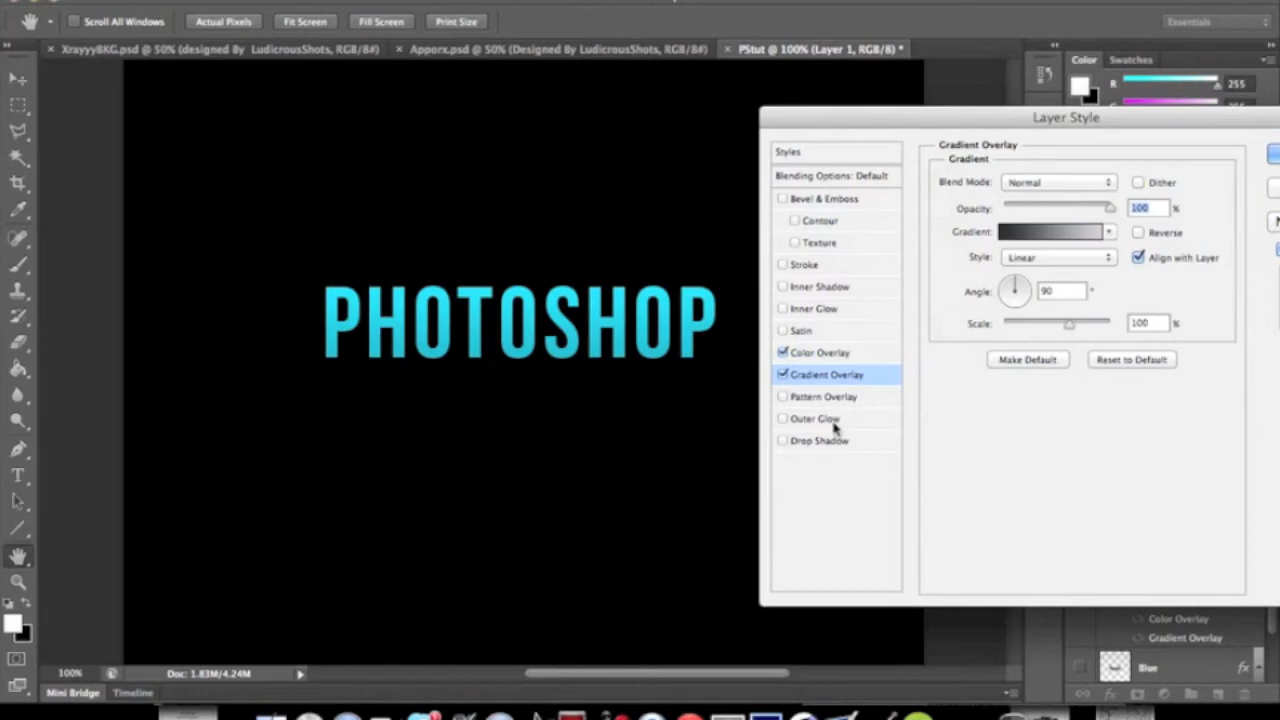 Scroll All Windows Actual Pixels Fit Screen Fill Screen Print Size Essentials
XrayyyBKG.psd @ 50% (designed By LudicrousShots, RGB/8#) Apporx.psd @ 50% (Designed By LudicrousShots, RGB/8#) PStut @ 100% (Layer 1, RGB/8) *
Color Swatches
R 255
Layer Style
Styles
Blending Options: Default
Bevel & Emboss
Contour
Texture
Stroke
Inner Shadow
Inner Glow
Satin
Color Overlay
Gradient Overlay
Pattern Overlay
Outer Glow
Drop Shadow
Gradient Overlay
Gradient
Blend Mode: Normal Dither
Opacity: 100 %
Gradient: Reverse
Style: Linear Align with Layer
Angle: 90 °
Scale: 100 %
Make Default Reset to Default
PHOTOSHOP
Color Overlay
Gradient Overlay
Blue fx
100% Doc: 1.83M/4.24M
Mini Bridge Timeline